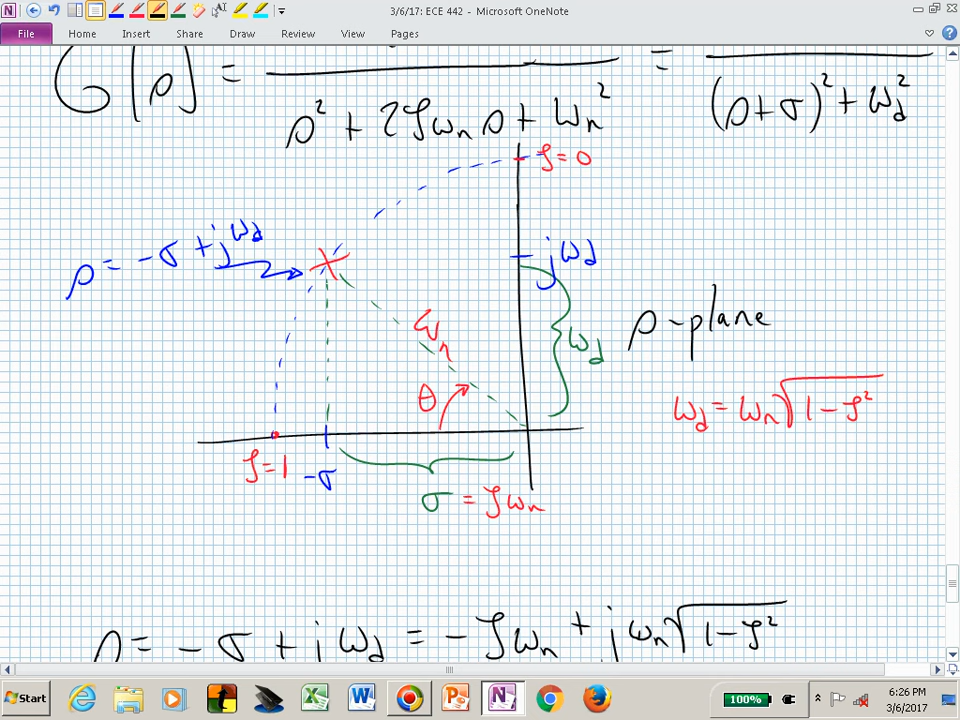 3/6/17: ECE 442 - Microsoft OneNote
File Home Insert Share Draw Review View Pages
G(s) = =
s² + 2ζωₙs + ωₙ²
(s+σ)² + ω_d²
ζ=0
s = -σ + jω_d
jω_d
ωₙ
ω_d
s-plane
θ
ω_d = ωₙ√(1-ζ²)
ζ=1
-σ
σ = ζωₙ
s = -σ + jω_d = -ζωₙ + jωₙ√(1-ζ²)
Start
100%
6:26 PM
3/6/2017